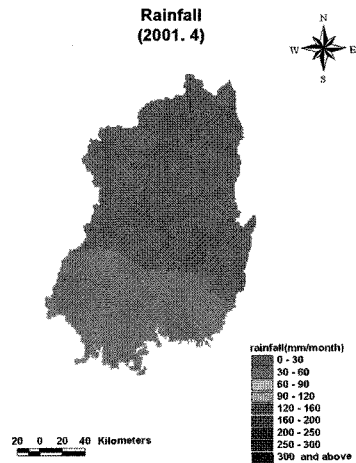 Rainfall
(2001. 4)
N
W E
S
rainfall(mm/month)
0 - 30
30 - 60
60 - 90
90 - 120
120 - 160
160 - 200
200 - 250
250 - 300
300 and above
20 0 20 40 Kilometers